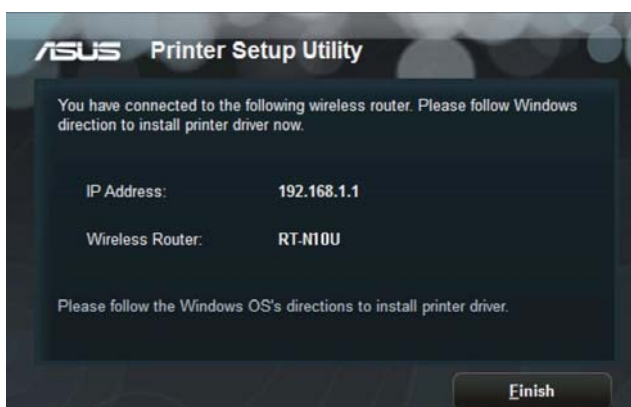 ASUS Printer Setup Utility
You have connected to the following wireless router. Please follow Windows
direction to install printer driver now.
IP Address: 192.168.1.1
Wireless Router: RT-N10U
Please follow the Windows OS's directions to install printer driver.
Finish